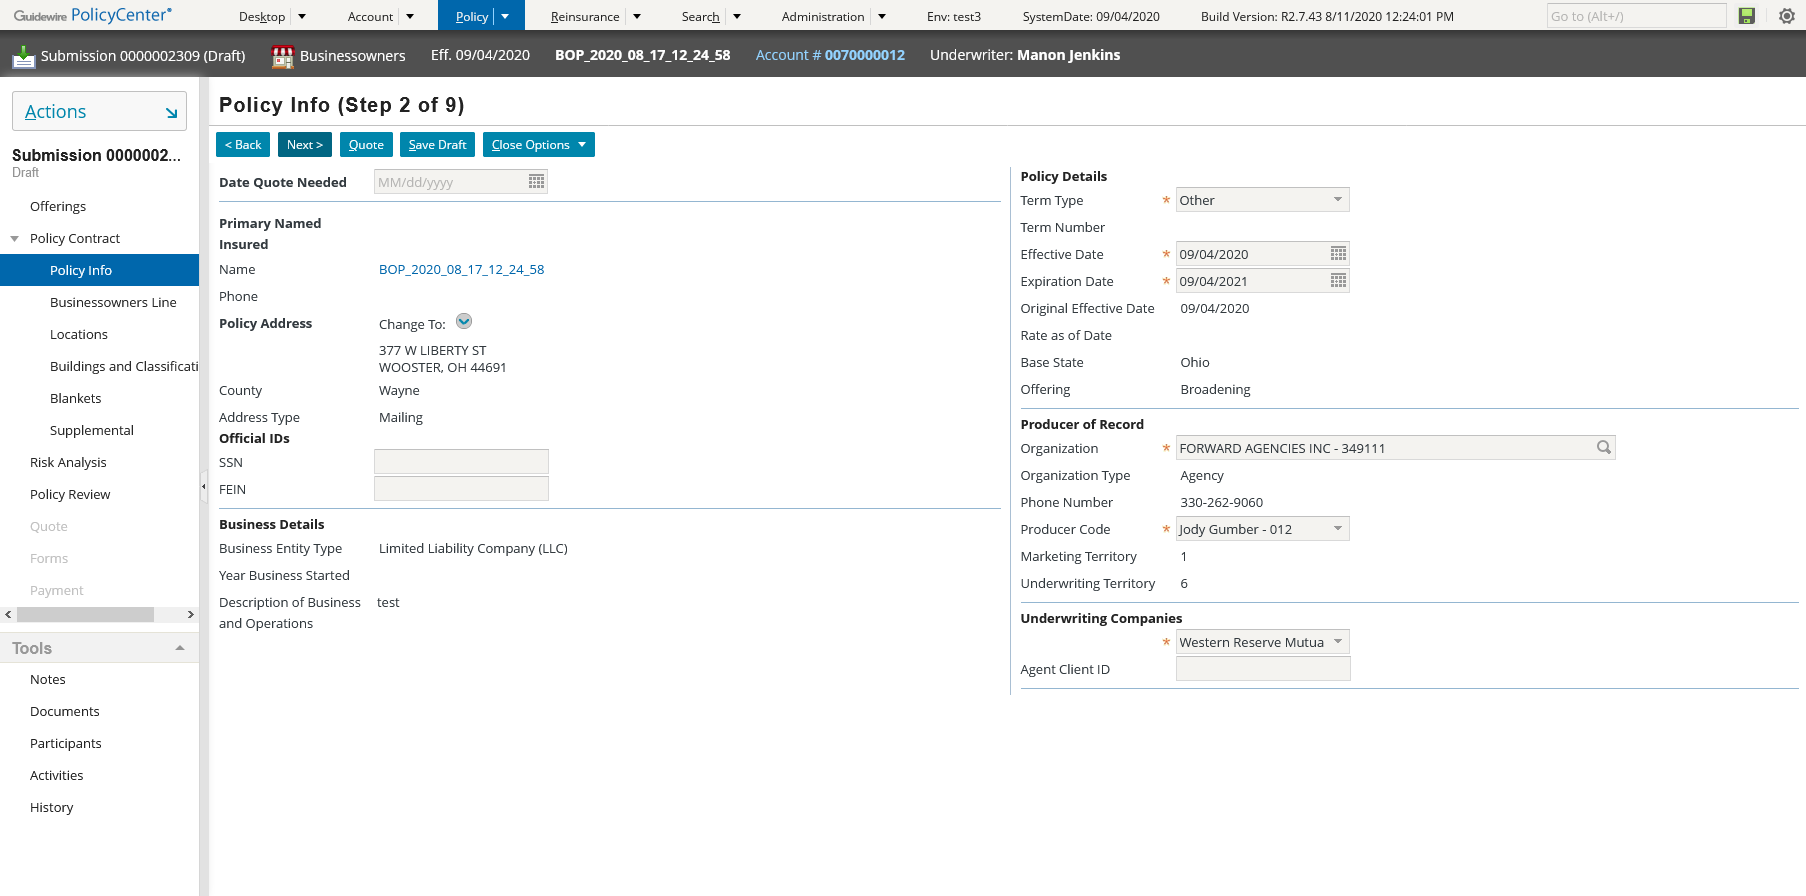 Guidewire PolicyCenter®
Desktop
Account
Policy
Reinsurance
Search
Administration
Env: test3
SystemDate: 09/04/2020
Build Version: R2.7.43 8/11/2020 12:24:01 PM
Go to (Alt+/)
Submission 0000002309 (Draft)
Businessowners
Eff. 09/04/2020
BOP_2020_08_17_12_24_58
Account # 0070000012
Underwriter: Manon Jenkins
Actions
Submission 0000002...
Draft
Offerings
Policy Contract
Policy Info
Businessowners Line
Locations
Buildings and Classificati
Blankets
Supplemental
Risk Analysis
Policy Review
Quote
Forms
Payment
Tools
Notes
Documents
Participants
Activities
History
Policy Info (Step 2 of 9)
< Back
Next >
Quote
Save Draft
Close Options
Date Quote Needed MM/dd/yyyy
Primary Named
Insured
Name BOP_2020_08_17_12_24_58
Phone
Policy Address Change To:
377 W LIBERTY ST
WOOSTER, OH 44691
County Wayne
Address Type Mailing
Official IDs
SSN
FEIN
Business Details
Business Entity Type Limited Liability Company (LLC)
Year Business Started
Description of Business test
and Operations
Policy Details
Term Type * Other
Term Number
Effective Date * 09/04/2020
Expiration Date * 09/04/2021
Original Effective Date 09/04/2020
Rate as of Date
Base State Ohio
Offering Broadening
Producer of Record
Organization * FORWARD AGENCIES INC - 349111
Organization Type Agency
Phone Number 330-262-9060
Producer Code * Jody Gumber - 012
Marketing Territory 1
Underwriting Territory 6
Underwriting Companies
* Western Reserve Mutua
Agent Client ID